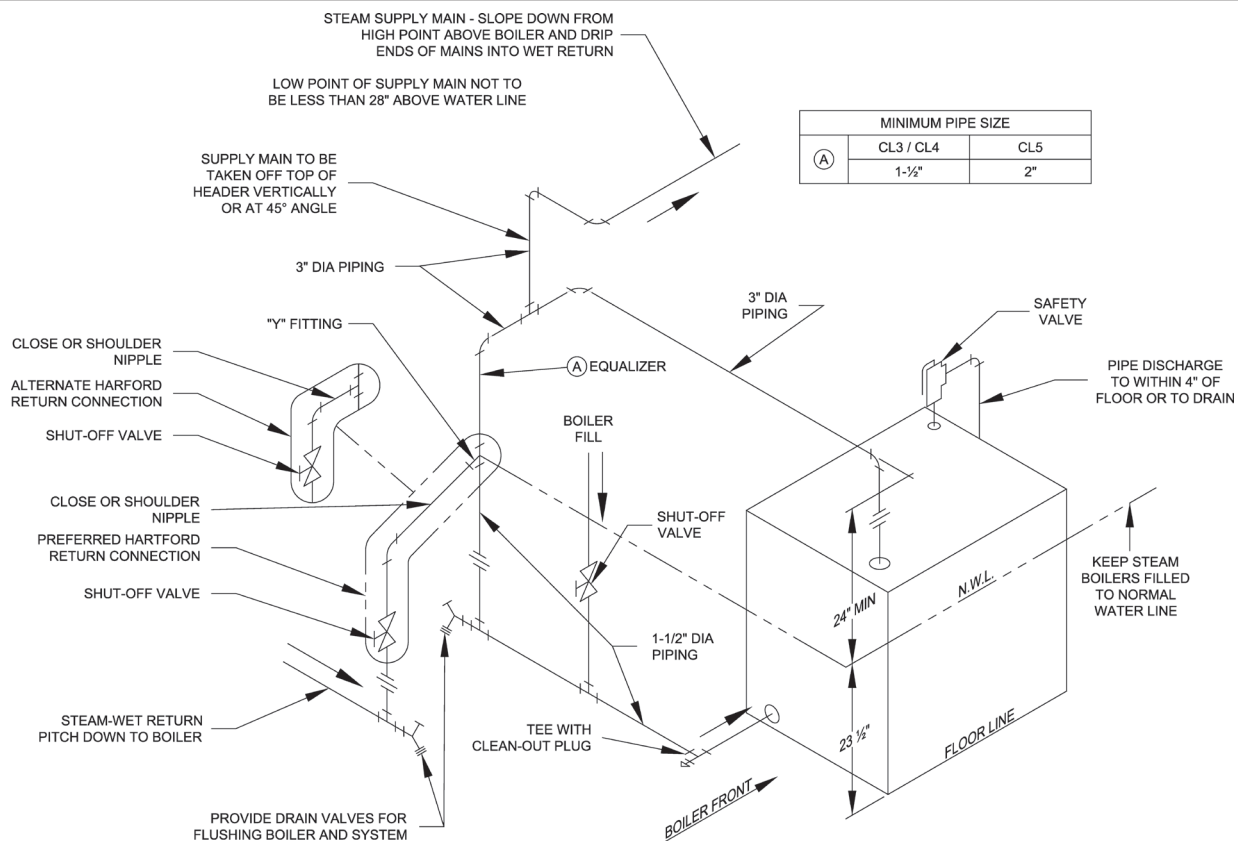 STEAM SUPPLY MAIN - SLOPE DOWN FROM
HIGH POINT ABOVE BOILER AND DRIP
ENDS OF MAINS INTO WET RETURN
LOW POINT OF SUPPLY MAIN NOT TO
BE LESS THAN 28" ABOVE WATER LINE
MINIMUM PIPE SIZE
A
CL3 / CL4
CL5
1-½"
2"
SUPPLY MAIN TO BE
TAKEN OFF TOP OF
HEADER VERTICALLY
OR AT 45° ANGLE
3" DIA PIPING
3" DIA
PIPING
SAFETY
VALVE
"Y" FITTING
CLOSE OR SHOULDER
NIPPLE
A EQUALIZER
PIPE DISCHARGE
TO WITHIN 4" OF
FLOOR OR TO DRAIN
ALTERNATE HARFORD
RETURN CONNECTION
BOILER
FILL
SHUT-OFF VALVE
CLOSE OR SHOULDER
NIPPLE
SHUT-OFF
VALVE
PREFERRED HARTFORD
RETURN CONNECTION
KEEP STEAM
BOILERS FILLED
TO NORMAL
WATER LINE
N.W.L.
24" MIN
SHUT-OFF VALVE
1-1/2" DIA
PIPING
STEAM-WET RETURN
PITCH DOWN TO BOILER
TEE WITH
CLEAN-OUT PLUG
23 ½"
FLOOR LINE
BOILER FRONT
PROVIDE DRAIN VALVES FOR
FLUSHING BOILER AND SYSTEM